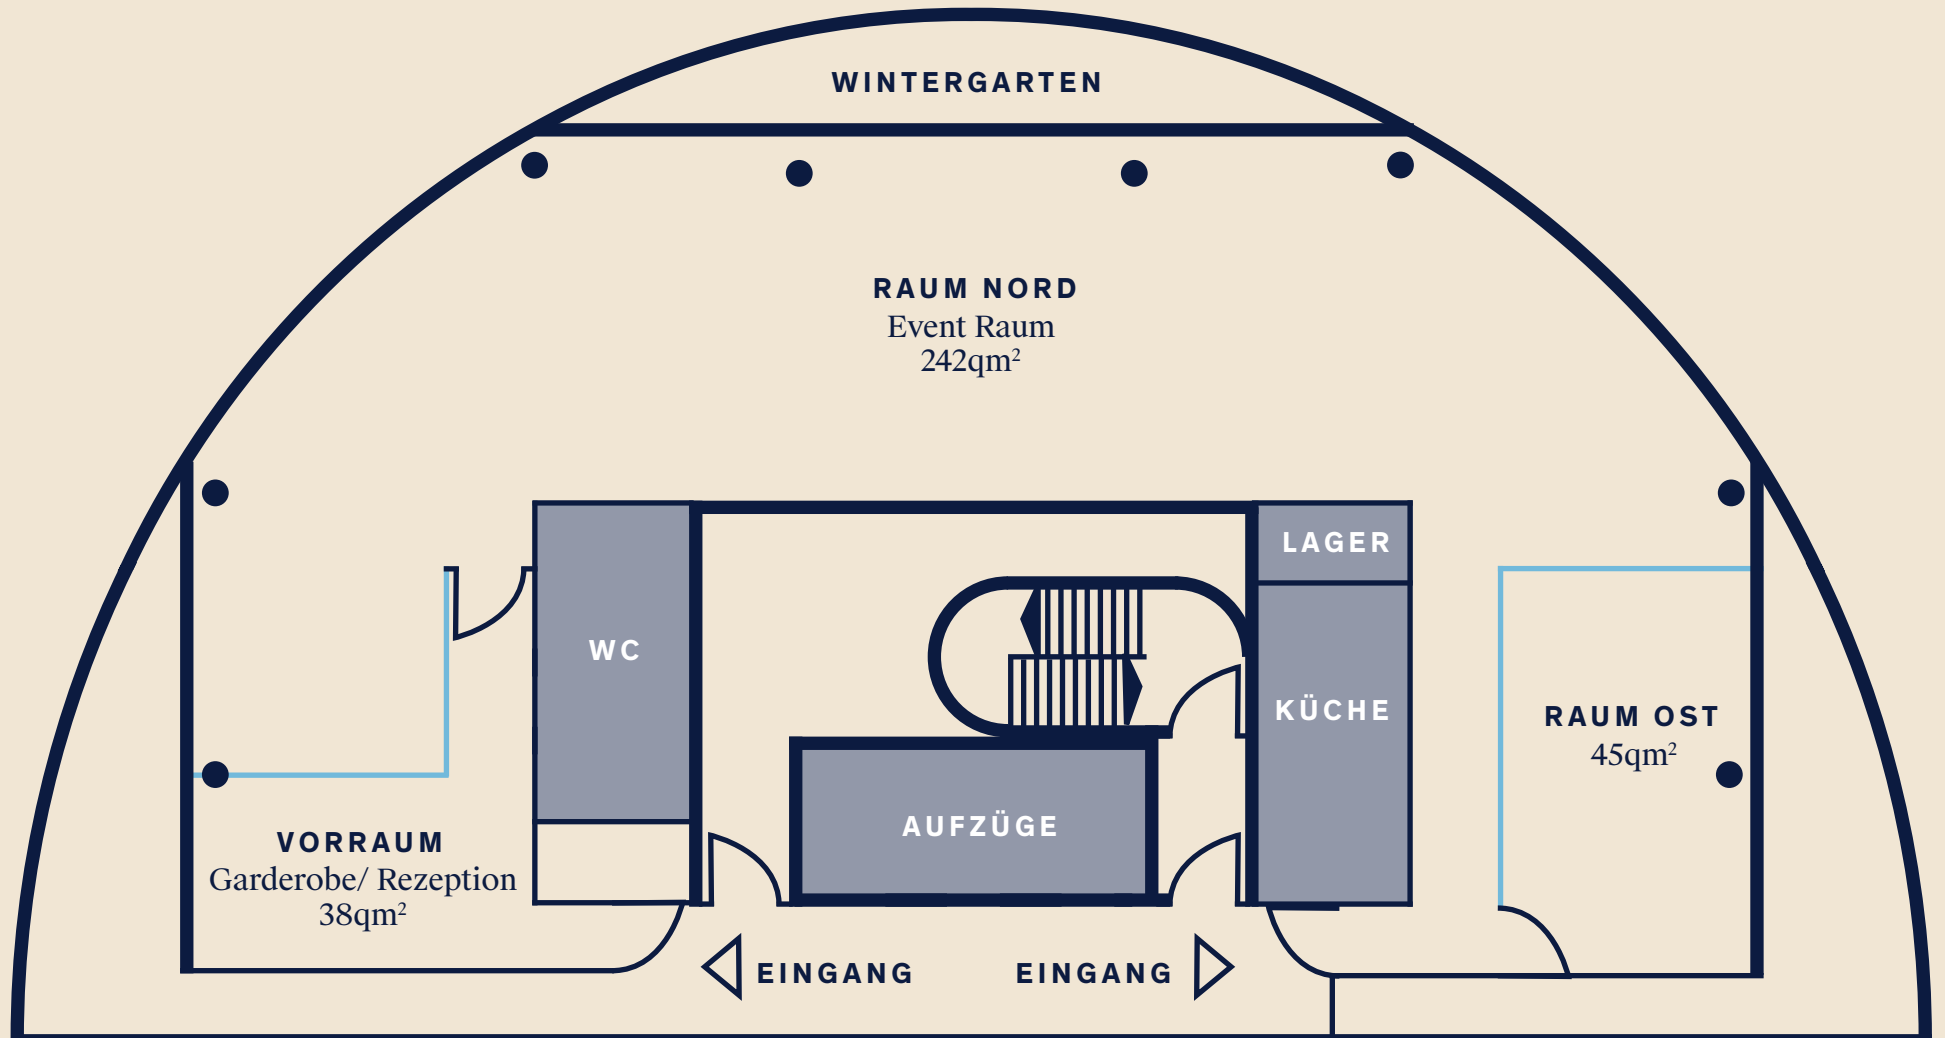 WINTERGARTEN
RAUM NORD
Event Raum
242qm²
LAGER
WC
KÜCHE
RAUM OST
45qm²
AUFZÜGE
VORRAUM
Garderobe/ Rezeption
38qm²
EINGANG
EINGANG